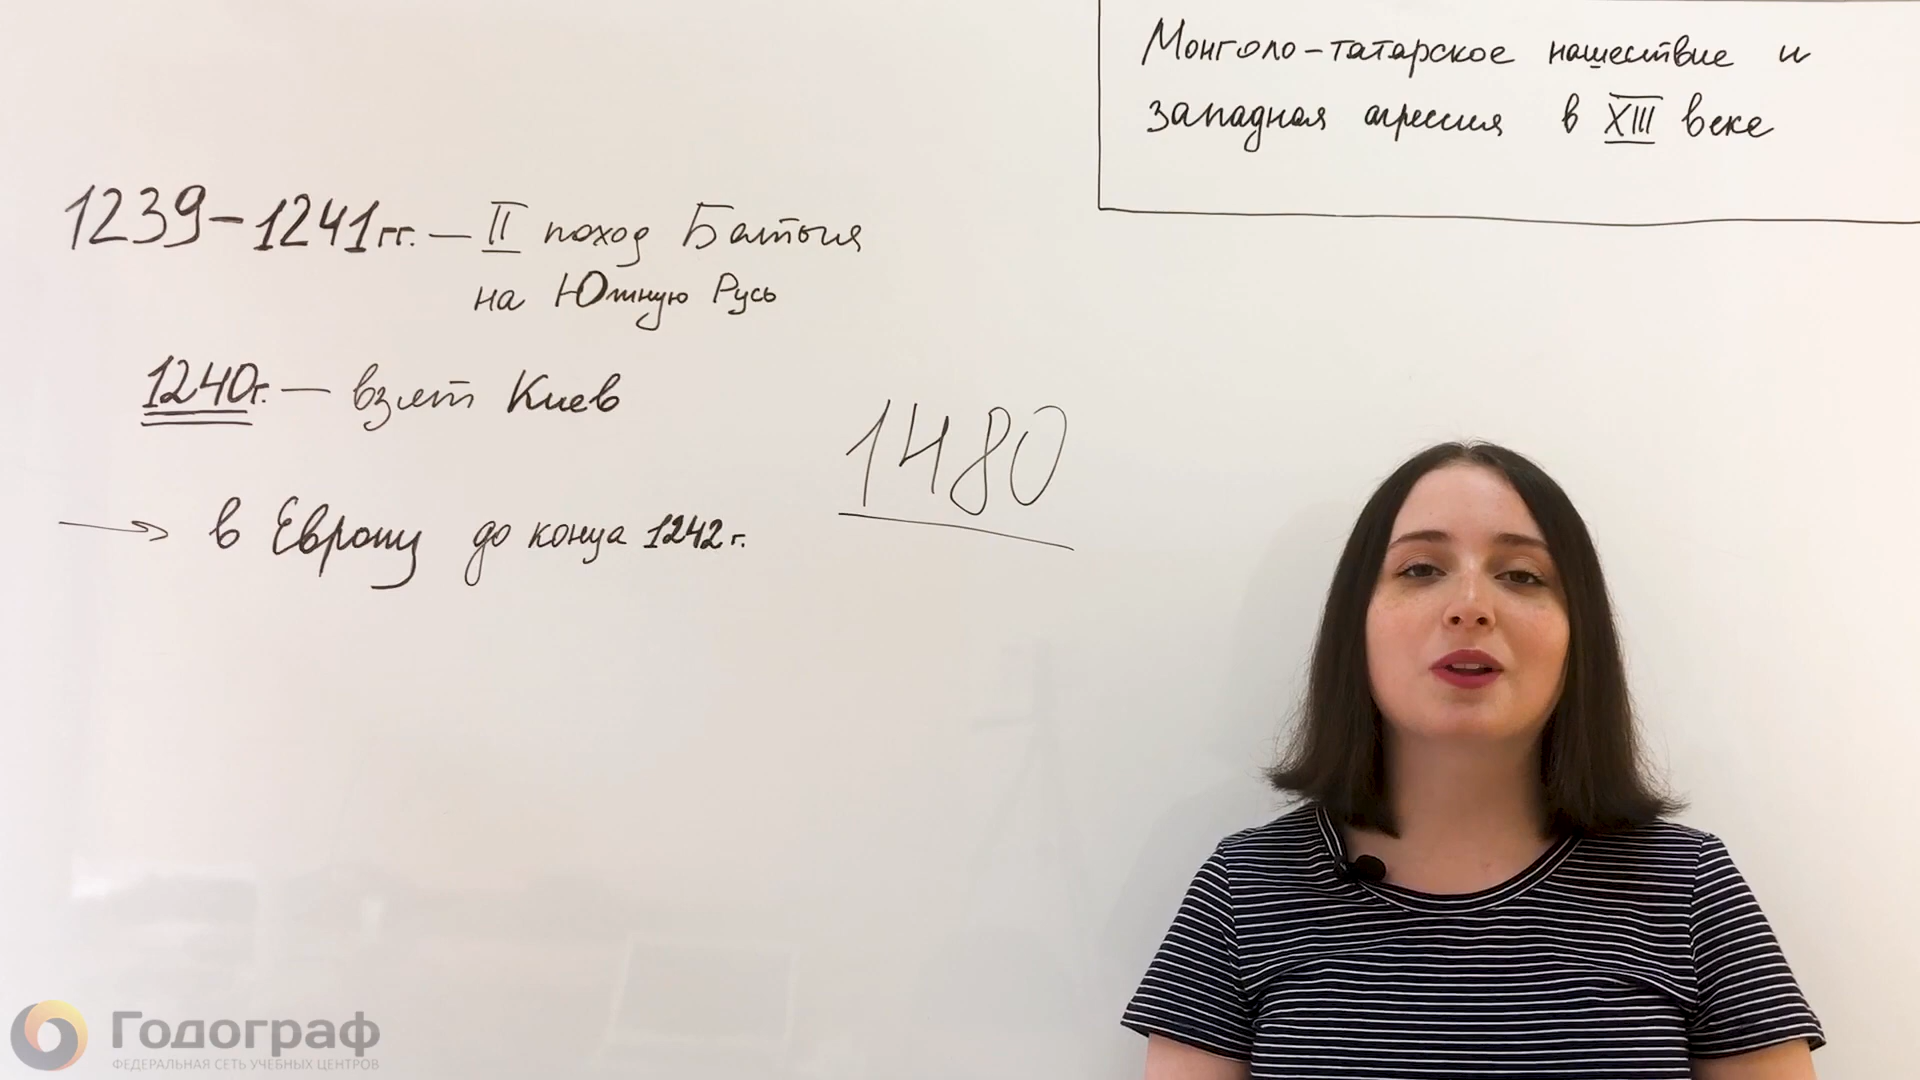 Монголо-татарское нашествие и
западная агрессия в XIII веке
1239-1241гг. — II поход Батыя
на Южную Русь
1240г. — взят Киев
1480
→ в Европу до конца 1242г.
Годограф
ФЕДЕРАЛЬНАЯ СЕТЬ УЧЕБНЫХ ЦЕНТРОВ